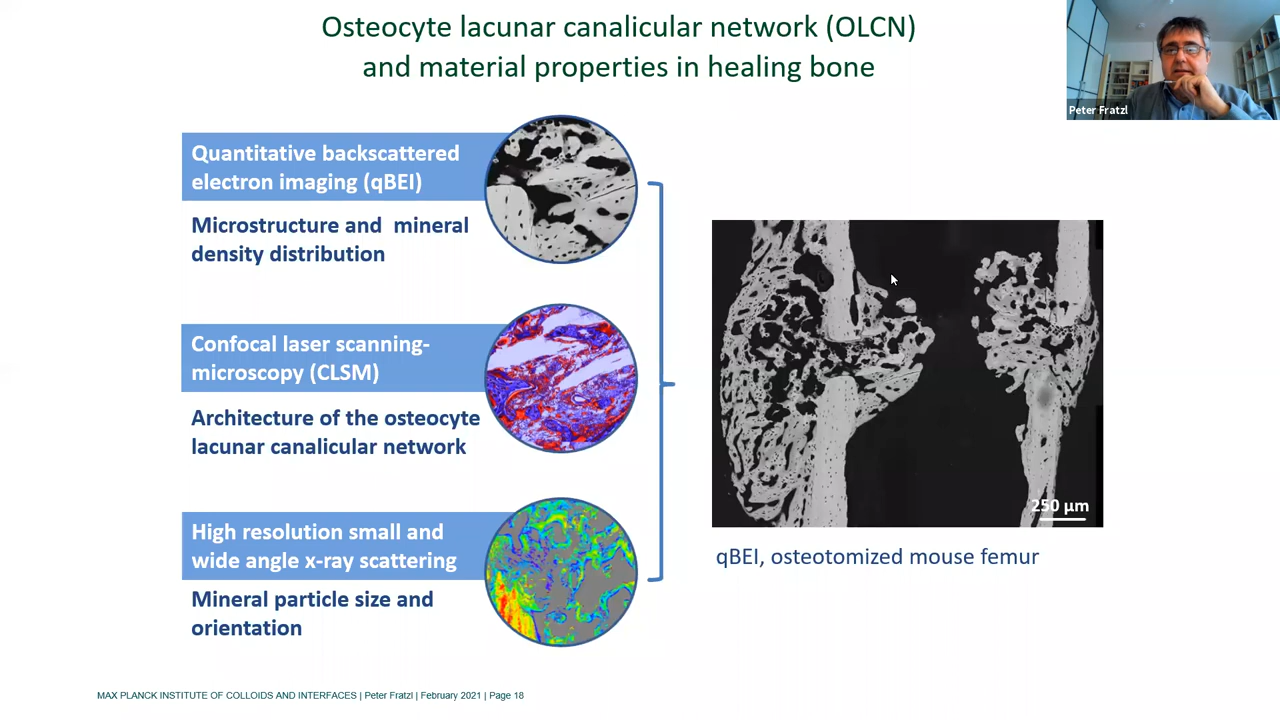 Osteocyte lacunar canalicular network (OLCN)
and material properties in healing bone
Peter Fratzl
Quantitative backscattered
electron imaging (qBEI)
Microstructure and mineral
density distribution
Confocal laser scanning-
microscopy (CLSM)
Architecture of the osteocyte
lacunar canalicular network
High resolution small and
wide angle x-ray scattering
Mineral particle size and
orientation
250 μm
qBEI, osteotomized mouse femur
MAX PLANCK INSTITUTE OF COLLOIDS AND INTERFACES | Peter Fratzl | February 2021 | Page 18